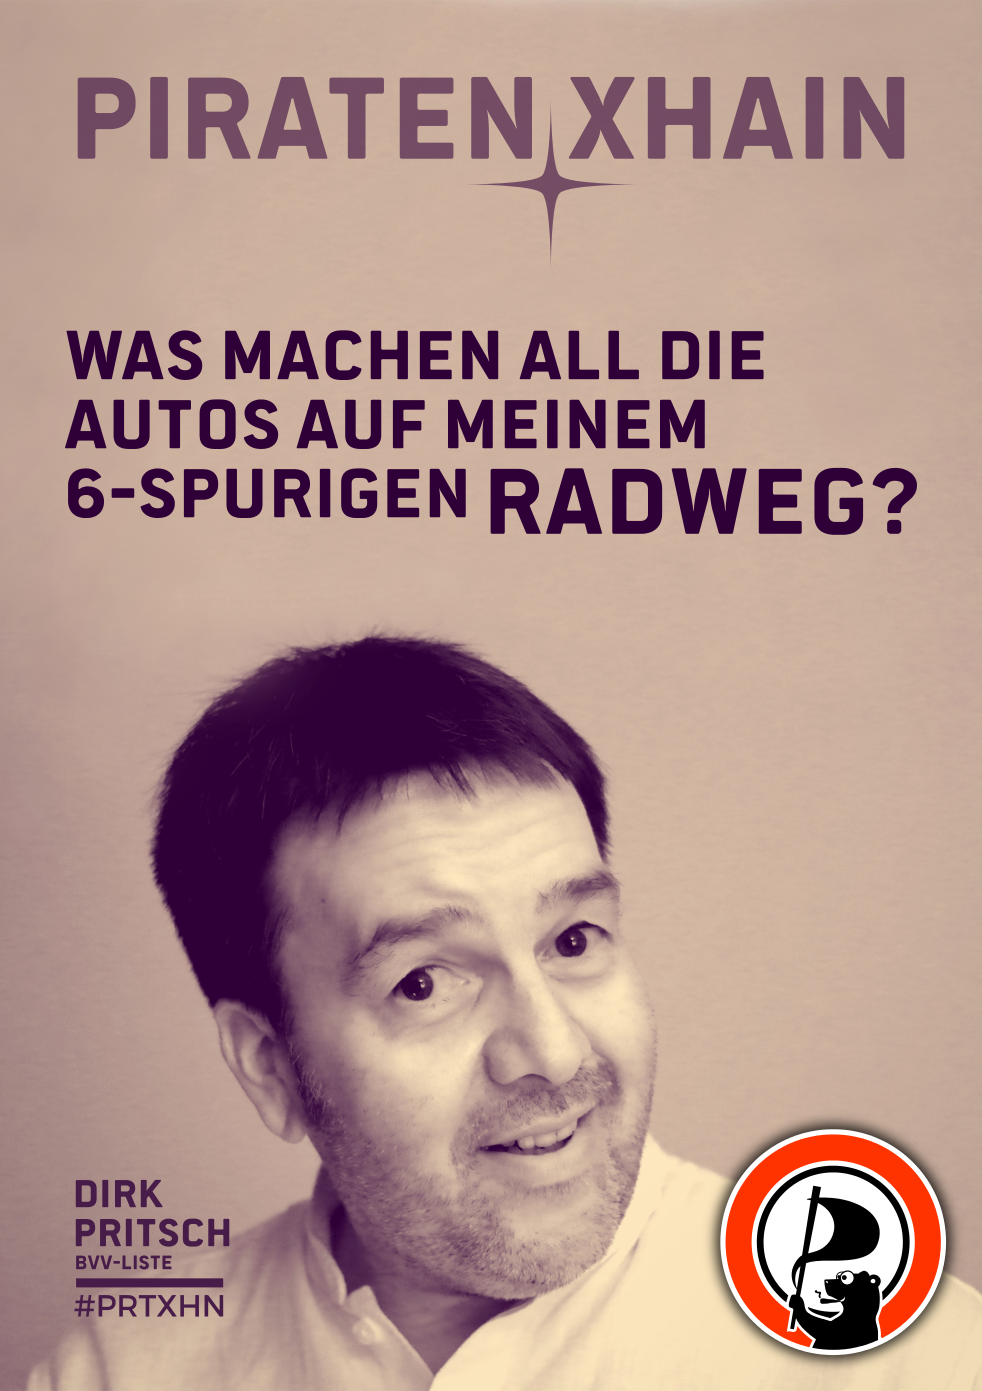 PIRATEN XHAIN
WAS MACHEN ALL DIE
AUTOS AUF MEINEM
6-SPURIGEN RADWEG?
DIRK
PRITSCH
BVV-LISTE
#PRTXHN